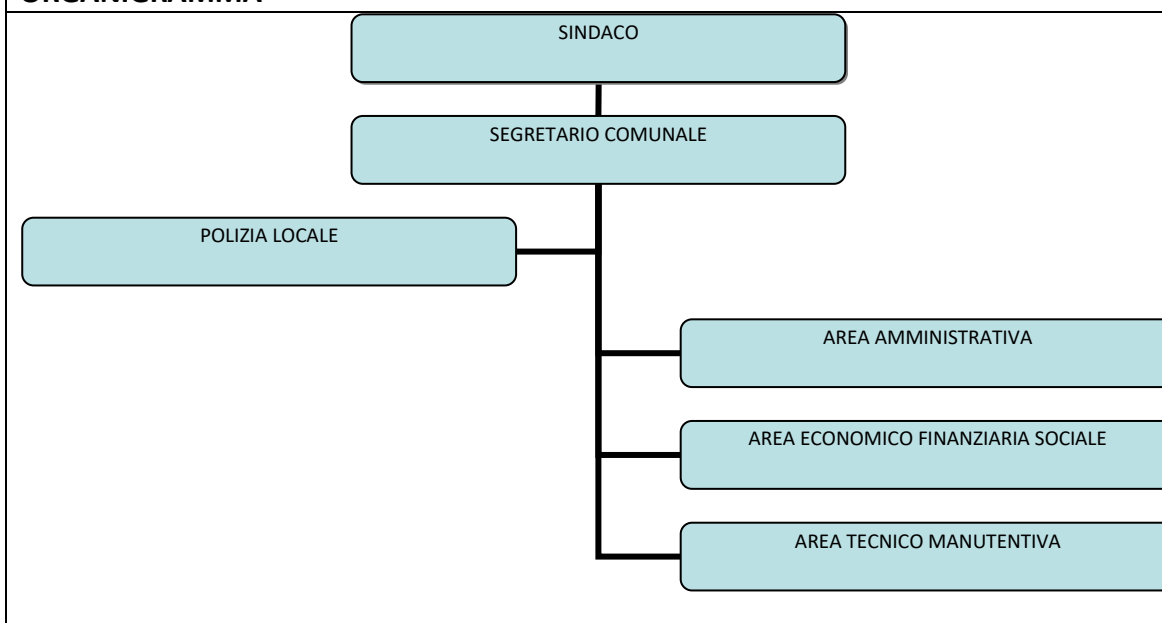 ORGANIGRAMMA
SINDACO
SEGRETARIO COMUNALE
POLIZIA LOCALE
AREA AMMINISTRATIVA
AREA ECONOMICO FINANZIARIA SOCIALE
AREA TECNICO MANUTENTIVA